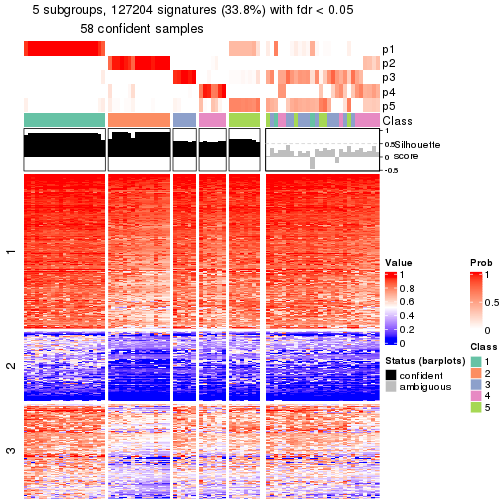 5 subgroups, 127204 signatures (33.8%) with fdr < 0.05
58 confident samples
p1
p2
p3
p4
p5
Class
1
0.5
0
-0.5
Silhouette
score
1
2
3
Value
1
0.8
0.6
0.4
0.2
0
Status (barplots)
confident
ambiguous
Prob
1
0.5
0
Class
1
2
3
4
5